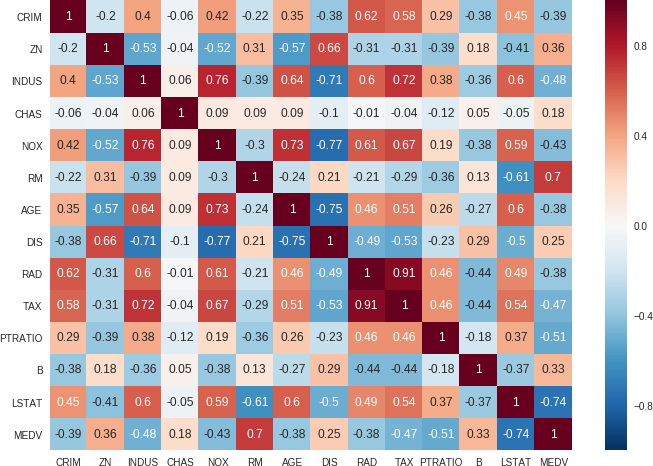 CRIM 1 -0.2 0.4 -0.06 0.42 -0.22 0.35 -0.38 0.62 0.58 0.29 -0.38 0.45 -0.39
ZN -0.2 1 -0.53 -0.04 -0.52 0.31 -0.57 0.66 -0.31 -0.31 -0.39 0.18 -0.41 0.36
INDUS 0.4 -0.53 1 0.06 0.76 -0.39 0.64 -0.71 0.6 0.72 0.38 -0.36 0.6 -0.48
CHAS -0.06 -0.04 0.06 1 0.09 0.09 0.09 -0.1 -0.01 -0.04 -0.12 0.05 -0.05 0.18
NOX 0.42 -0.52 0.76 0.09 1 -0.3 0.73 -0.77 0.61 0.67 0.19 -0.38 0.59 -0.43
RM -0.22 0.31 -0.39 0.09 -0.3 1 -0.24 0.21 -0.21 -0.29 -0.36 0.13 -0.61 0.7
AGE 0.35 -0.57 0.64 0.09 0.73 -0.24 1 -0.75 0.46 0.51 0.26 -0.27 0.6 -0.38
DIS -0.38 0.66 -0.71 -0.1 -0.77 0.21 -0.75 1 -0.49 -0.53 -0.23 0.29 -0.5 0.25
RAD 0.62 -0.31 0.6 -0.01 0.61 -0.21 0.46 -0.49 1 0.91 0.46 -0.44 0.49 -0.38
TAX 0.58 -0.31 0.72 -0.04 0.67 -0.29 0.51 -0.53 0.91 1 0.46 -0.44 0.54 -0.47
PTRATIO 0.29 -0.39 0.38 -0.12 0.19 -0.36 0.26 -0.23 0.46 0.46 1 -0.18 0.37 -0.51
B -0.38 0.18 -0.36 0.05 -0.38 0.13 -0.27 0.29 -0.44 -0.44 -0.18 1 -0.37 0.33
LSTAT 0.45 -0.41 0.6 -0.05 0.59 -0.61 0.6 -0.5 0.49 0.54 0.37 -0.37 1 -0.74
MEDV -0.39 0.36 -0.48 0.18 -0.43 0.7 -0.38 0.25 -0.38 -0.47 -0.51 0.33 -0.74 1
CRIM ZN INDUS CHAS NOX RM AGE DIS RAD TAX PTRATIO B LSTAT MEDV
0.8
0.4
0.0
−0.4
−0.8